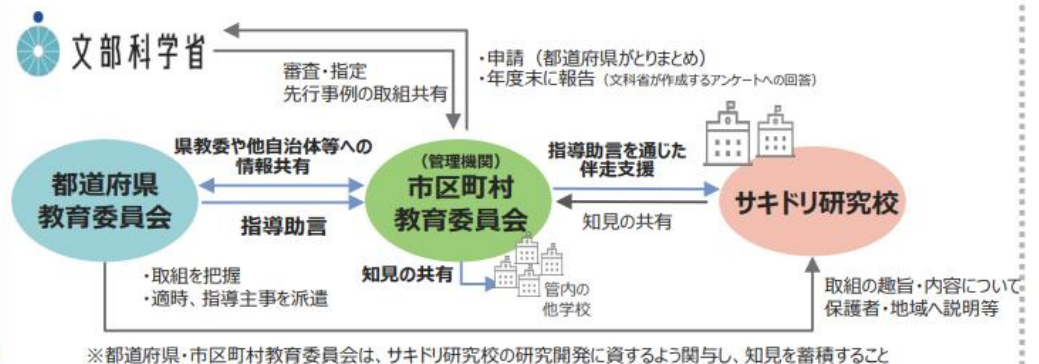 文部科学省
審査・指定
先行事例の取組共有
・申請（都道府県がとりまとめ）
・年度末に報告（文科省が作成するアンケートへの回答）
県教委や他自治体等への
情報共有
都道府県
教育委員会
指導助言
（管理機関）
市区町村
教育委員会
指導助言を通じた
伴走支援
知見の共有
サキドリ研究校
知見の共有
管内の
他学校
・取組を把握
・適時、指導主事を派遣
取組の趣旨・内容について
保護者・地域へ説明等
※都道府県・市区町村教育委員会は、サキドリ研究校の研究開発に資するよう関与し、知見を蓄積すること